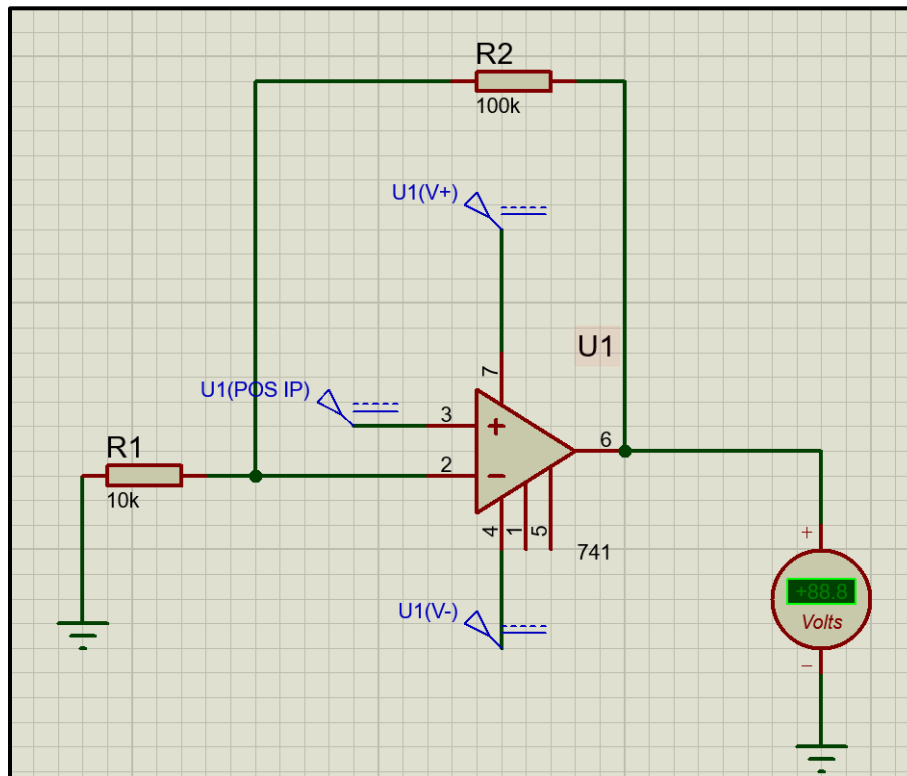 R2
100k
U1(V+)
U1
7
U1(POS IP)
3
+
6
R1
2
−
10k
4
1
5
741
+
U1(V-)
+88.8
Volts
−